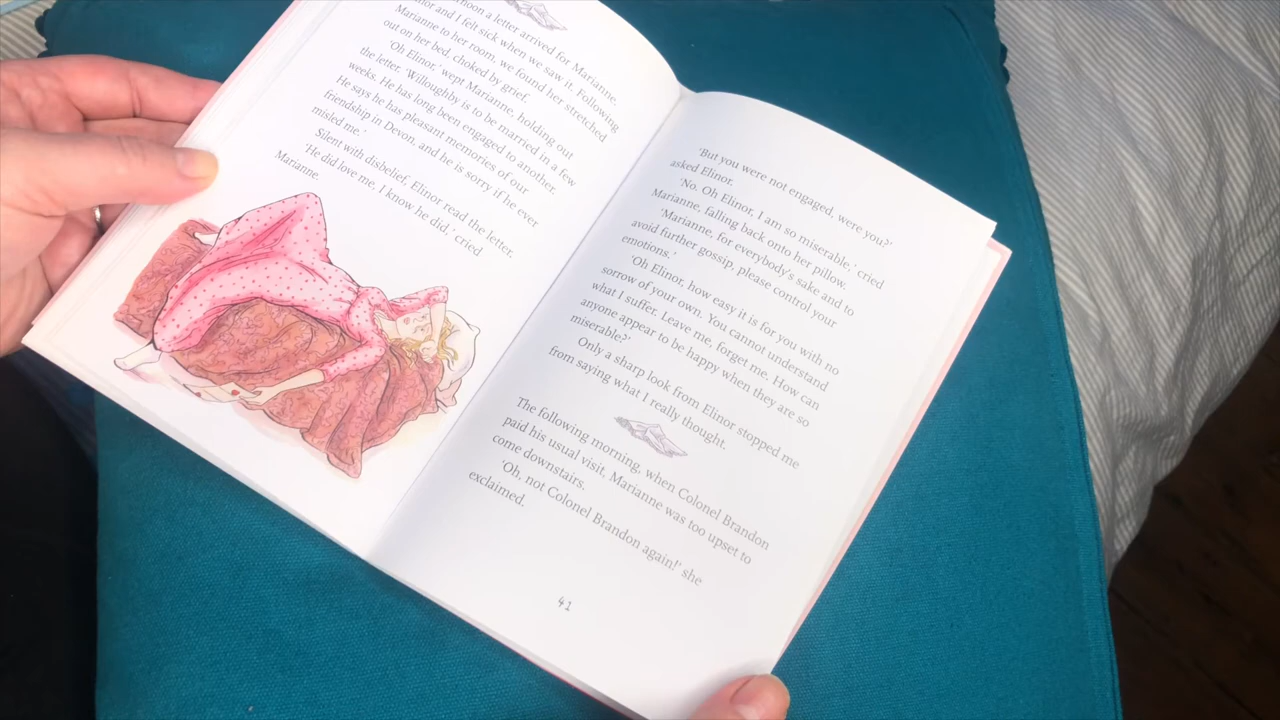 noon a letter arrived for Marianne.
nor and I felt sick when we saw it. Following
Marianne to her room, we found her stretched
out on her bed, choked by grief.
'Oh Elinor,' wept Marianne, holding out
the letter. 'Willoughby is to be married in a few
weeks. He has long been engaged to another.
He says he has pleasant memories of our
friendship in Devon, and he is sorry if he ever
misled me.'
Silent with disbelief, Elinor read the letter.
'He did love me, I know he did,' cried
Marianne.
'But you were not engaged, were you?'
asked Elinor.
'No. Oh Elinor, I am so miserable,' cried
Marianne, falling back onto her pillow.
'Marianne, for everybody's sake and to
avoid further gossip, please control your
emotions.'
'Oh Elinor, how easy it is for you with no
sorrow of your own. You cannot understand
what I suffer. Leave me, forget me. How can
anyone appear to be happy when they are so
miserable?'
Only a sharp look from Elinor stopped me
from saying what I really thought.
The following morning, when Colonel Brandon
paid his usual visit, Marianne was too upset to
come downstairs.
'Oh, not Colonel Brandon again!' she
exclaimed.
41